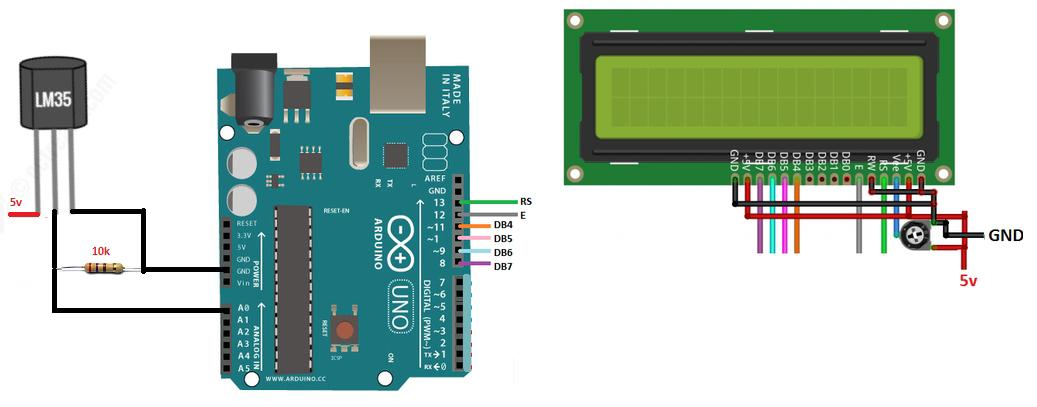 LM35
5v
10k
MADE
IN ITALY
RX
TX
L
RESET-EN
RESET
3.3V
5V
GND
GND
Vin
POWER
A0
A1
A2
A3
A4
A5
ANALOG IN
ARDUINO
UNO
AREF
GND
13
12
~11
~1
~9
8
7
~6
~5
4
~3
2
TX→1
RX←0
DIGITAL (PWM~)
RESET
ICSP
ON
WWW.ARDUINO.CC
RS
E
DB4
DB5
DB6
DB7
GND
+5V
DB7
DB6
DB5
DB4
DB3
DB2
DB1
DB0
E
RW
RS
Vee
+5V
GND
GND
5v